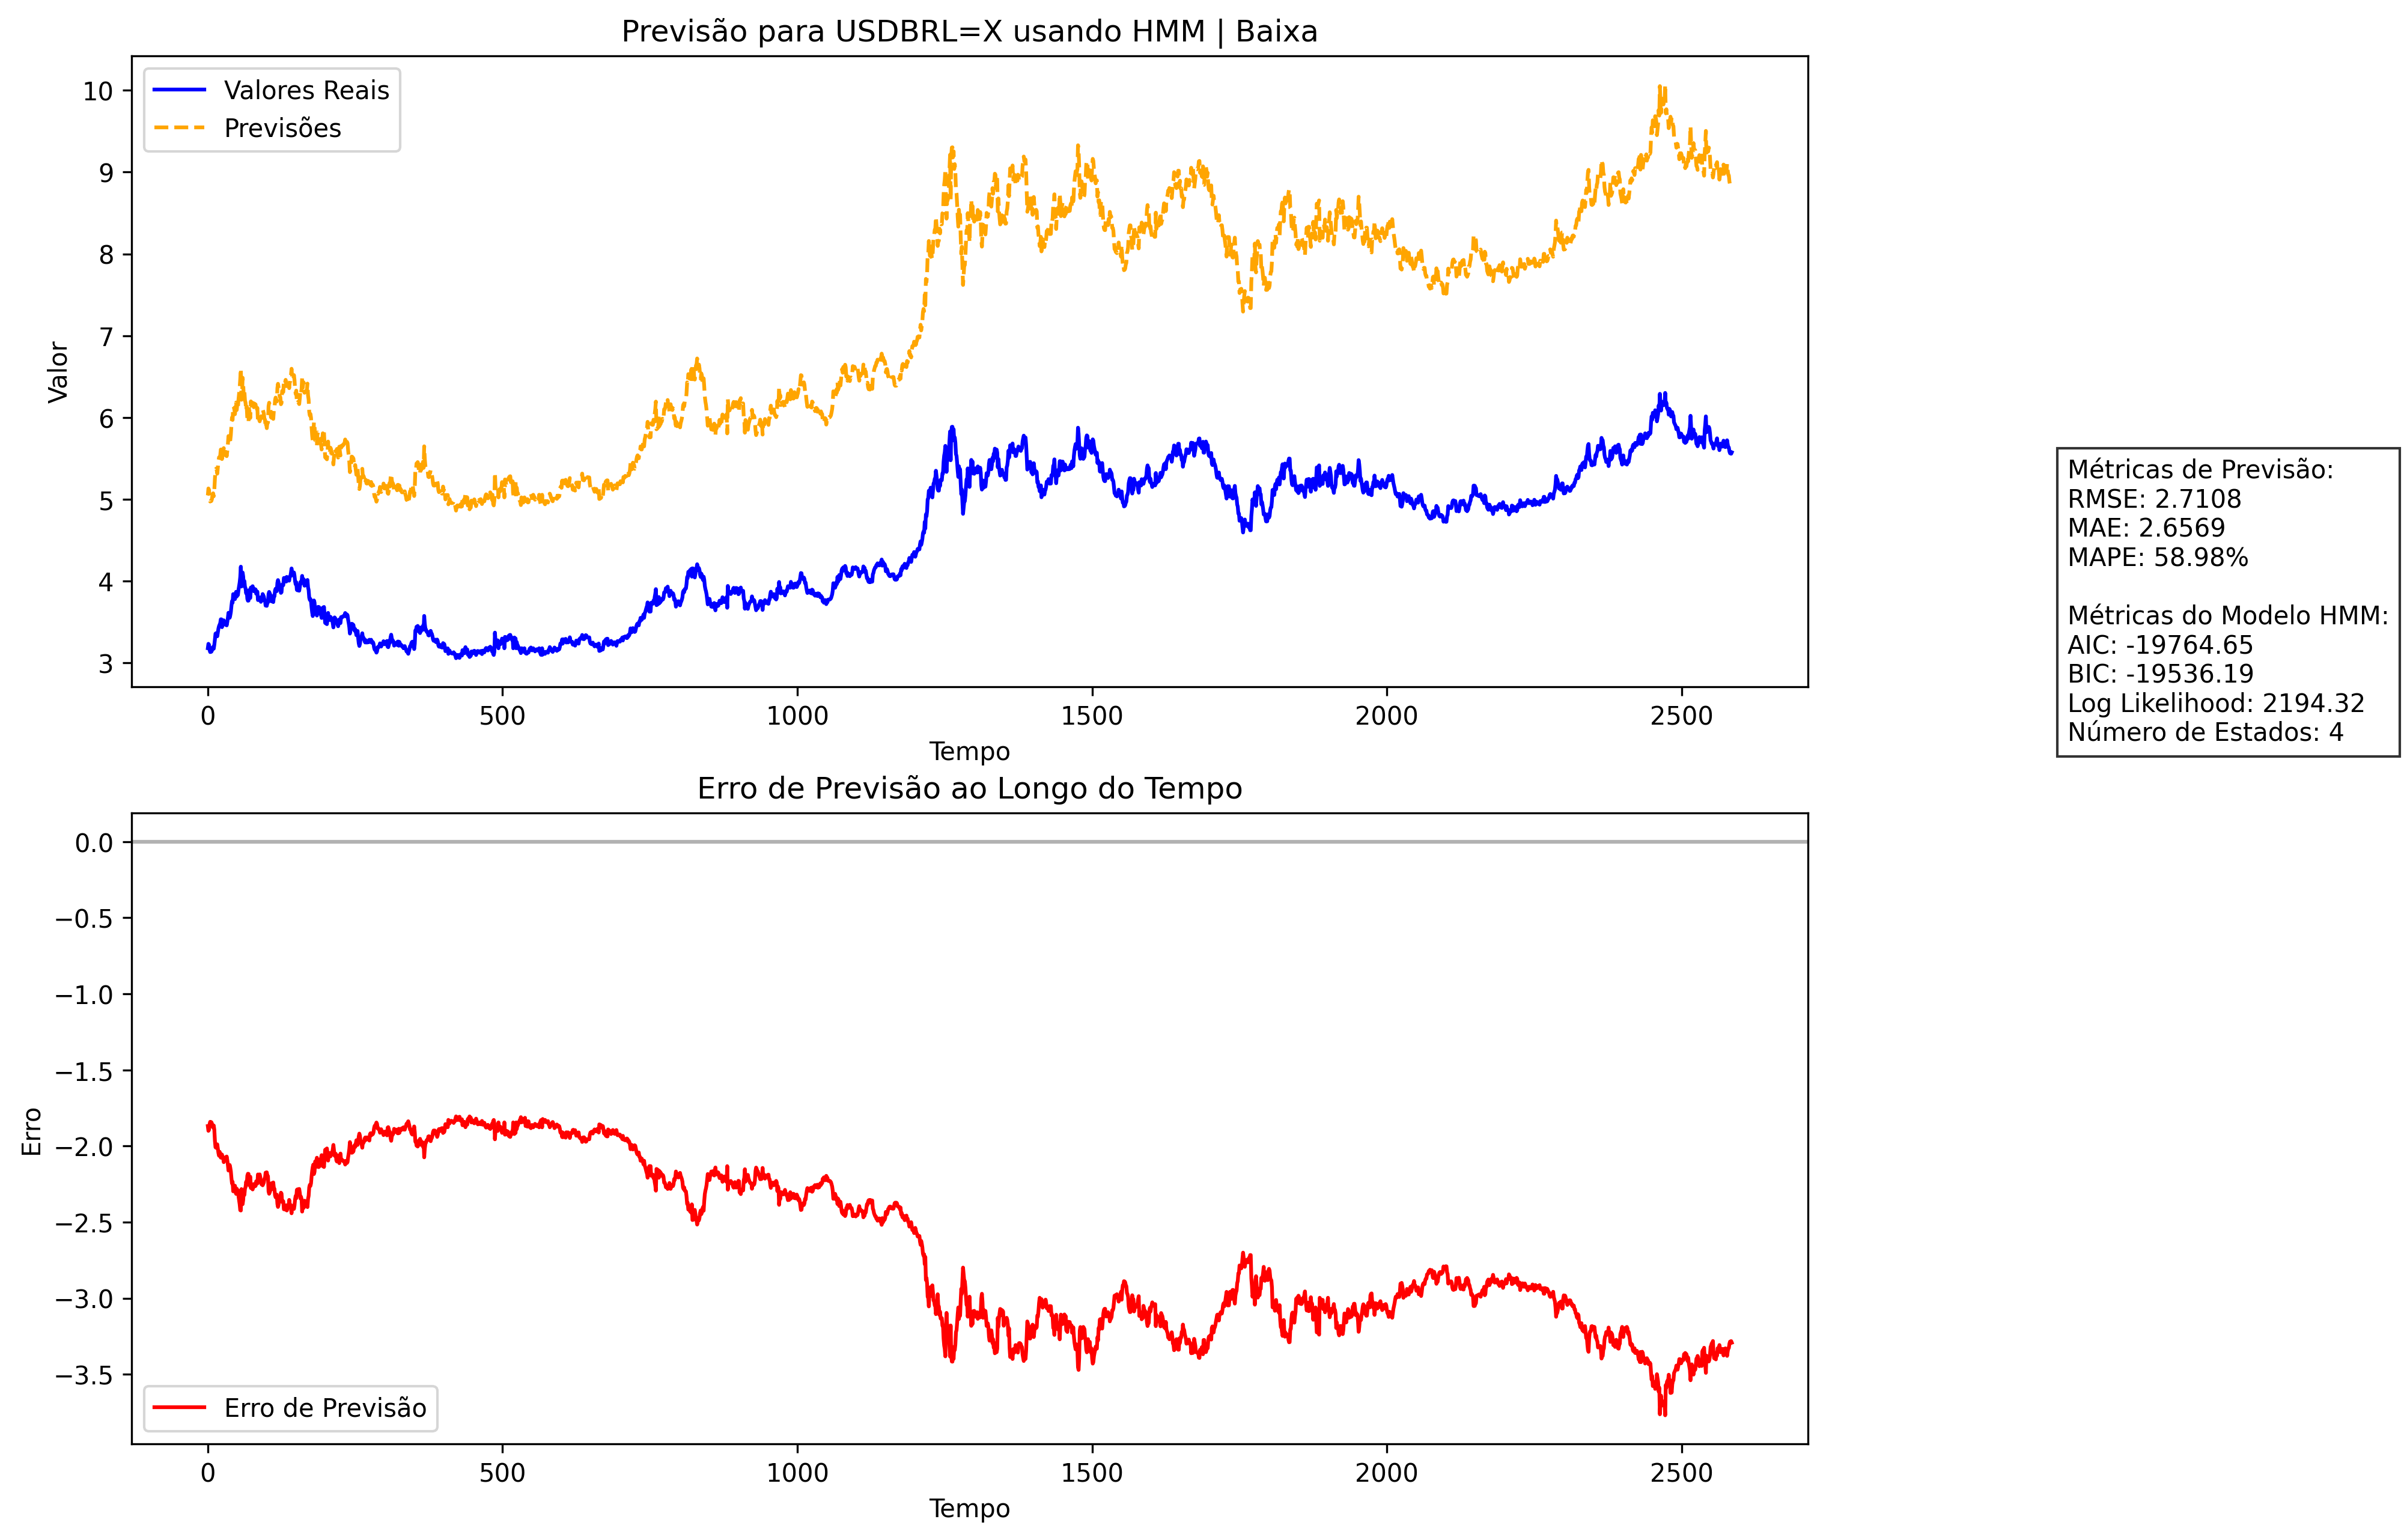 Previsão para USDBRL=X usando HMM | Baixa
Valores Reais
Previsões
10
9
8
7
6
5
4
3
Valor
0
500
1000
1500
2000
2500
Tempo
Métricas de Previsão:
RMSE: 2.7108
MAE: 2.6569
MAPE: 58.98%
Métricas do Modelo HMM:
AIC: -19764.65
BIC: -19536.19
Log Likelihood: 2194.32
Número de Estados: 4
Erro de Previsão ao Longo do Tempo
0.0
−0.5
−1.0
−1.5
−2.0
−2.5
−3.0
−3.5
Erro
Erro de Previsão
0
500
1000
1500
2000
2500
Tempo